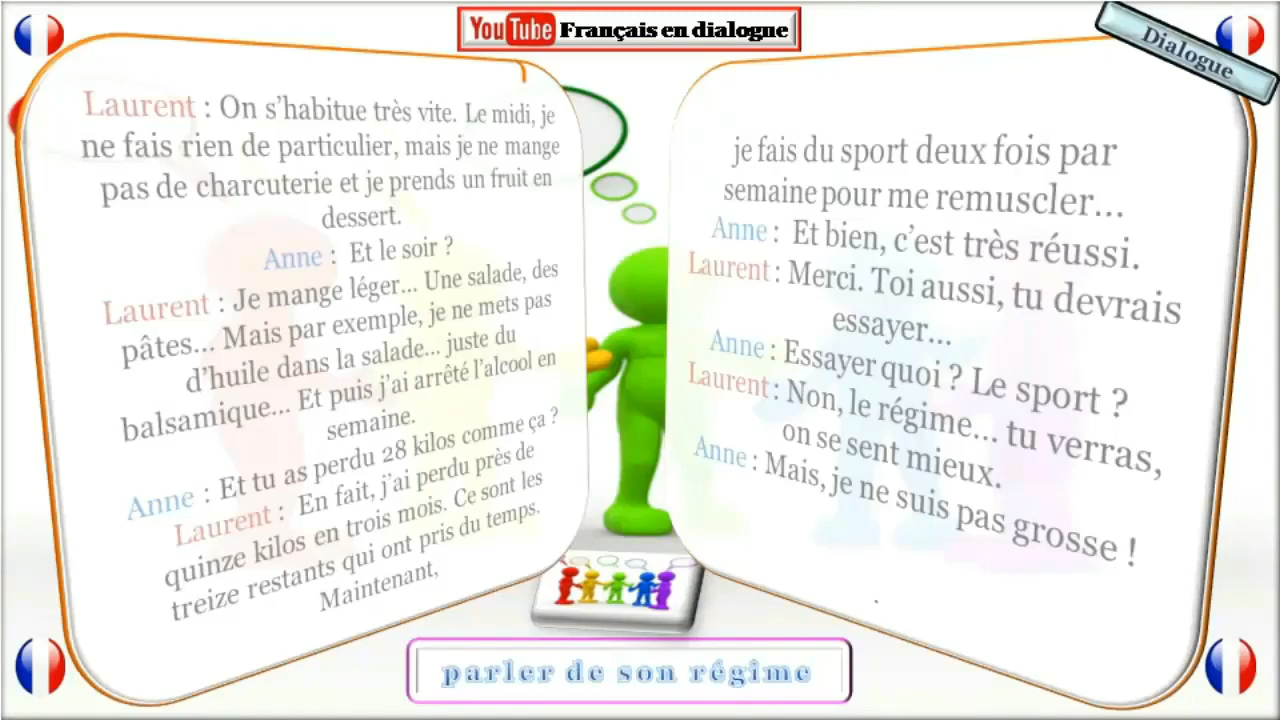 YouTube Français en dialogue
Dialogue
Laurent : On s'habitue très vite. Le midi, je
ne fais rien de particulier, mais je ne mange
pas de charcuterie et je prends un fruit en
dessert.
Anne : Et le soir ?
Laurent : Je mange léger... Une salade, des
pâtes... Mais par exemple, je ne mets pas
d'huile dans la salade... juste du
balsamique... Et puis j'ai arrêté l'alcool en
semaine.
Anne : Et tu as perdu 28 kilos comme ça ?
Laurent : En fait, j'ai perdu près de
quinze kilos en trois mois. Ce sont les
treize restants qui ont pris du temps.
Maintenant,
je fais du sport deux fois par
semaine pour me remuscler...
Anne : Et bien, c'est très réussi.
Laurent : Merci. Toi aussi, tu devrais
essayer...
Anne : Essayer quoi ? Le sport ?
Laurent : Non, le régime... tu verras,
on se sent mieux.
Anne : Mais, je ne suis pas grosse !
parler de son régime